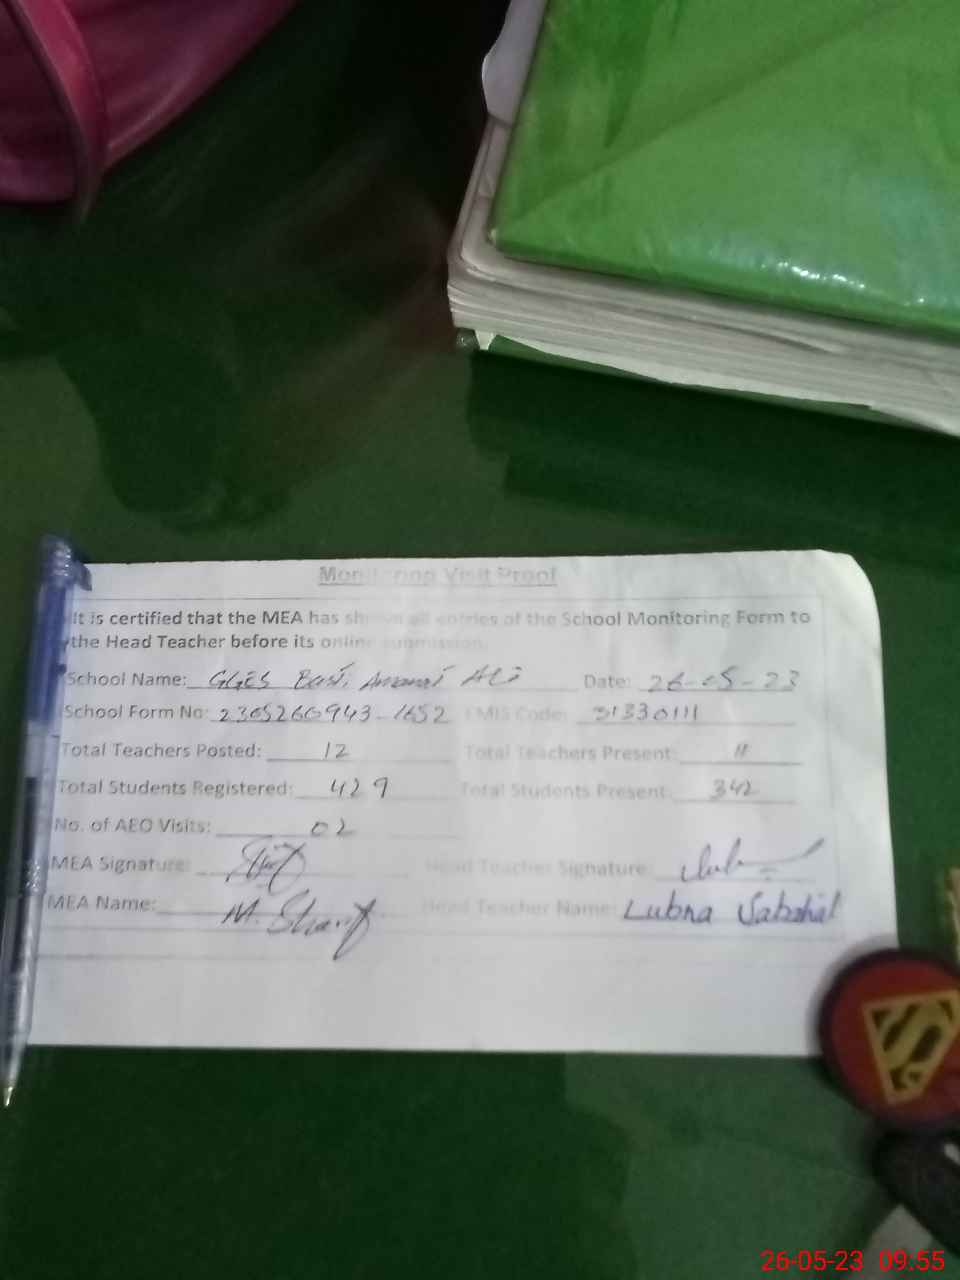 Monitoring Visit Proof
It is certified that the MEA has shown all entries of the School Monitoring Form to
the Head Teacher before its online submission.
School Name: GGES Basti Amanat Ali Date: 26-05-23
School Form No: 2305260943-1652 EMIS Code: 31330111
Total Teachers Posted: 12 Total Teachers Present: 11
Total Students Registered: 429 Total Students Present: 342
No. of AEO Visits: 02
MEA Signature: Head Teacher Signature:
MEA Name: M. Sharif Head Teacher Name: Lubna
26-05-23 09:55